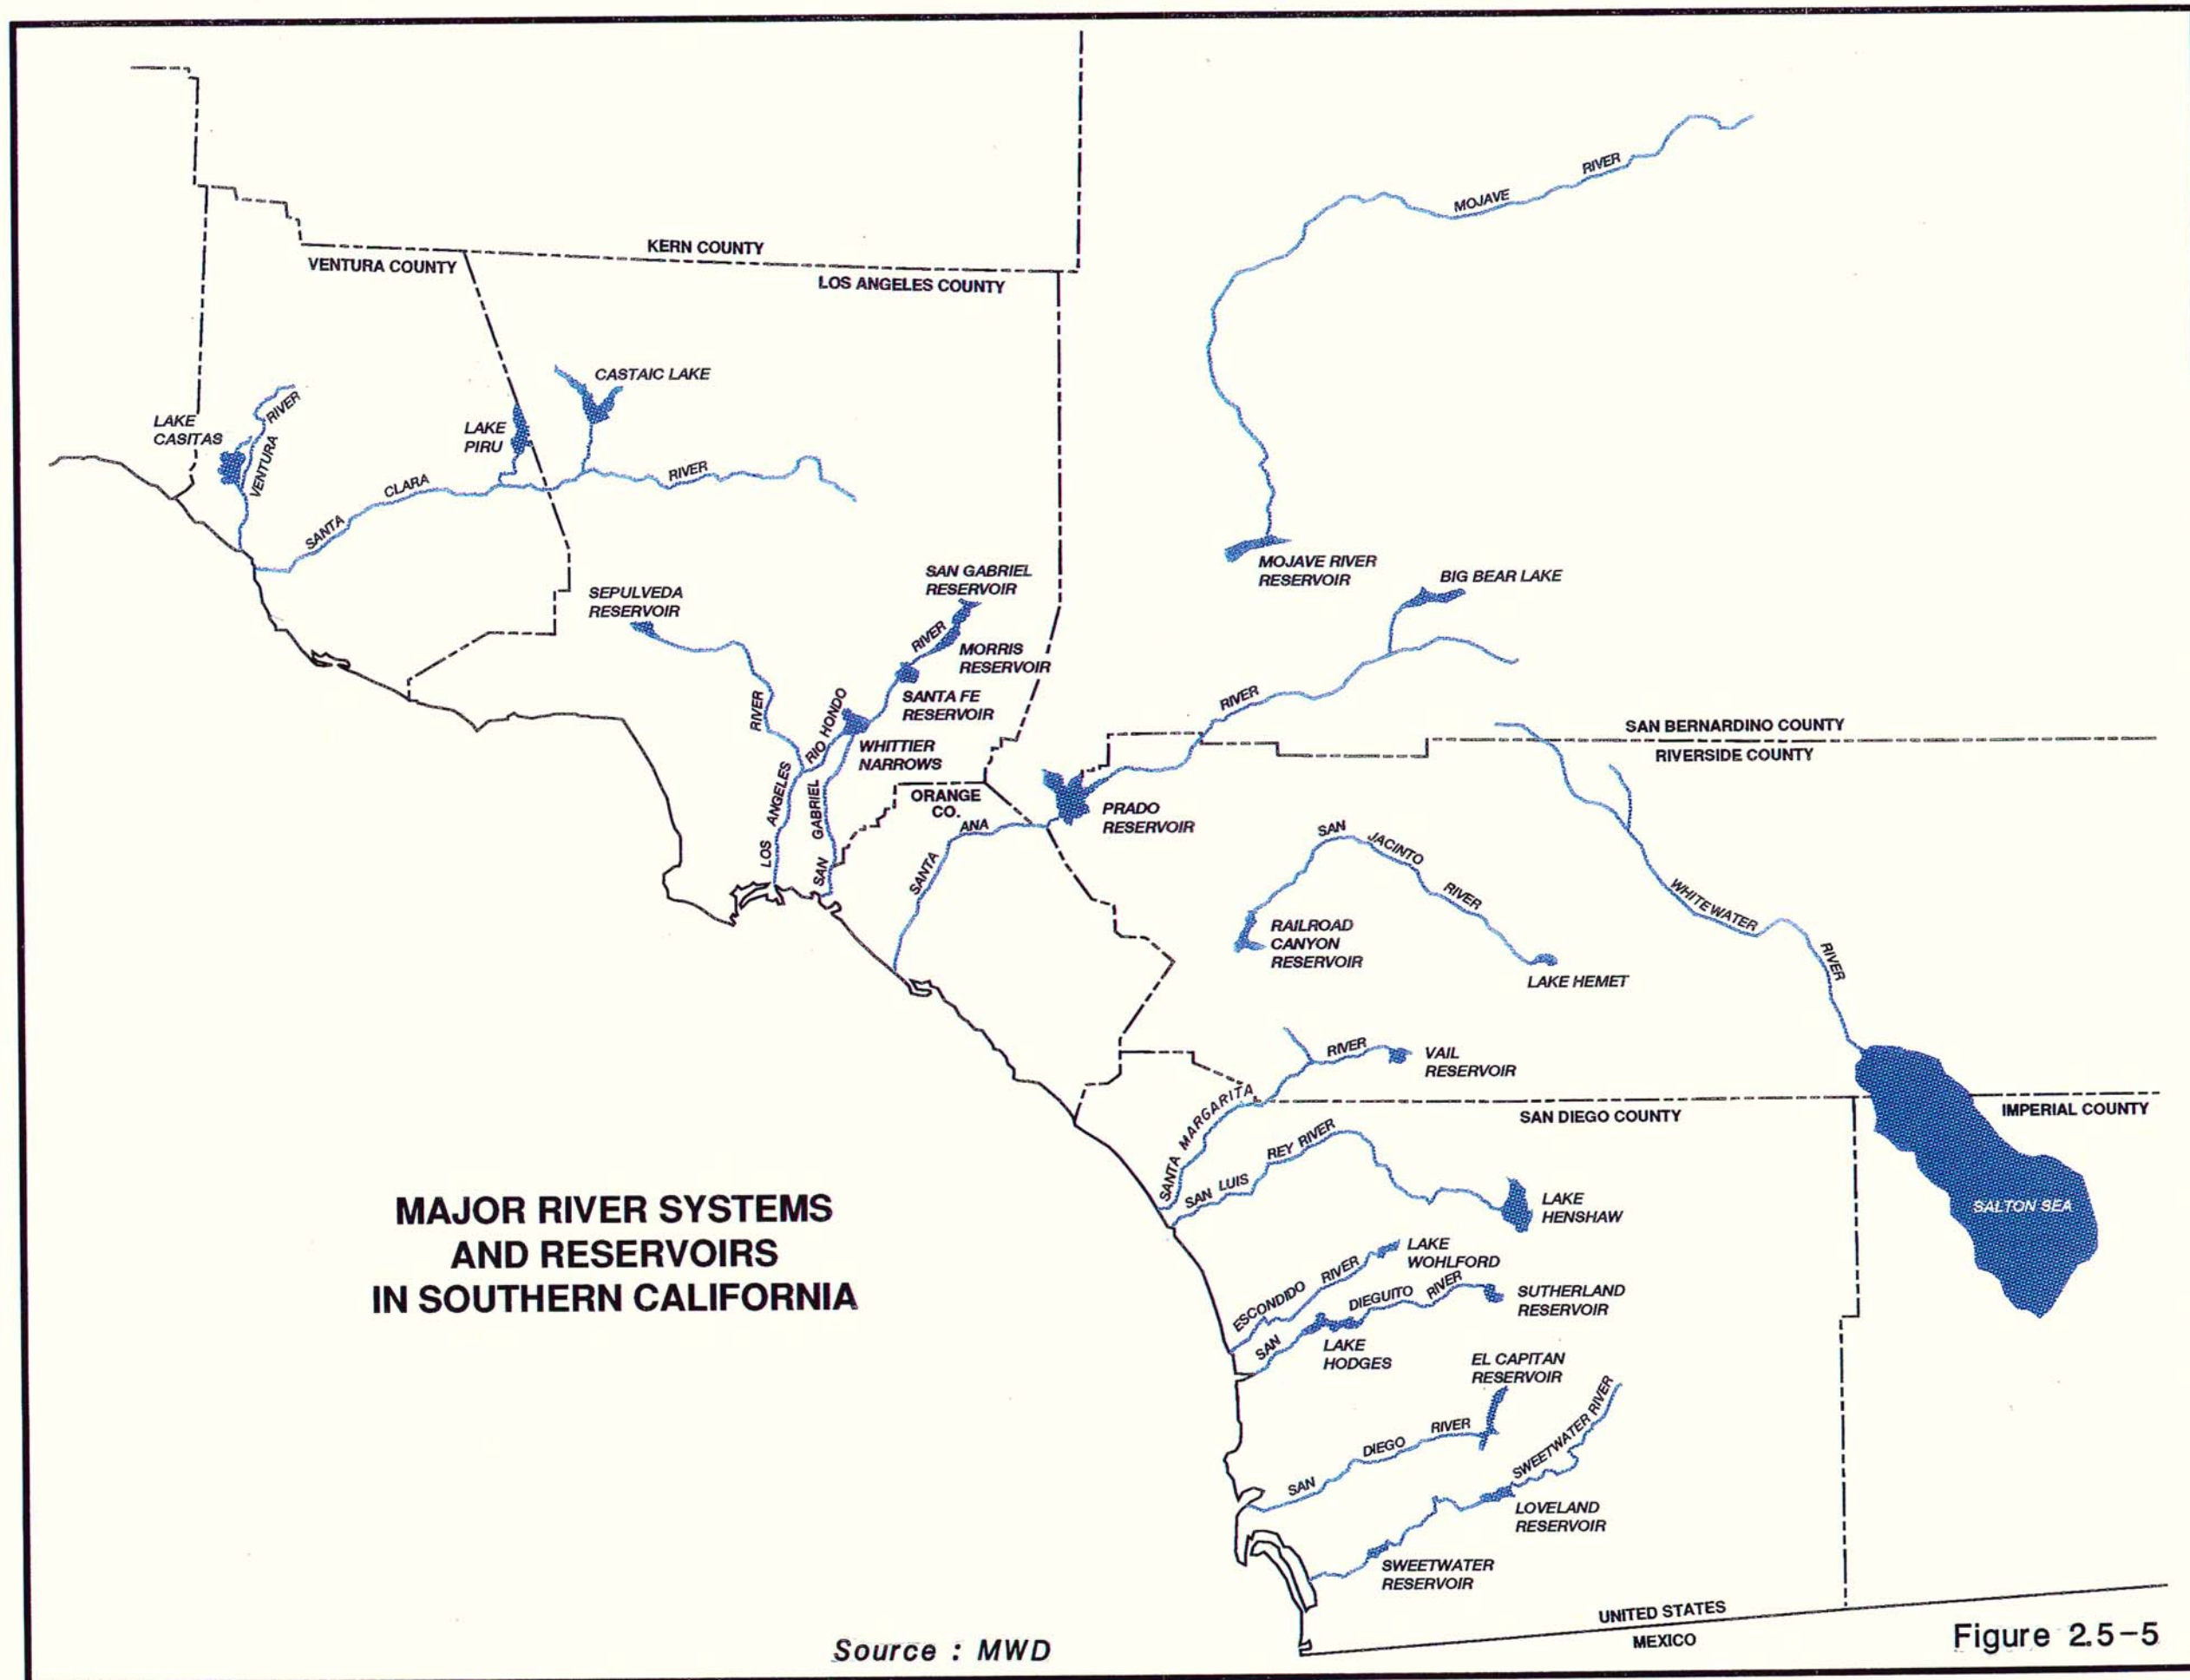 KERN COUNTY
VENTURA COUNTY
LOS ANGELES COUNTY
MOJAVE RIVER
CASTAIC LAKE
LAKE
CASITAS
VENTURA RIVER
LAKE
PIRU
SANTA CLARA RIVER
MOJAVE RIVER
RESERVOIR
BIG BEAR LAKE
SAN GABRIEL
RESERVOIR
SEPULVEDA
RESERVOIR
RIVER
MORRIS
RESERVOIR
SANTA FE
RESERVOIR
RIO HONDO
WHITTIER
NARROWS
LOS ANGELES RIVER
SAN GABRIEL
ORANGE
CO.
SANTA ANA RIVER
PRADO
RESERVOIR
SAN BERNARDINO COUNTY
RIVERSIDE COUNTY
SAN JACINTO RIVER
RAILROAD
CANYON
RESERVOIR
LAKE HEMET
WHITEWATER RIVER
VAIL
RESERVOIR
SANTA MARGARITA RIVER
SAN DIEGO COUNTY
IMPERIAL COUNTY
SAN LUIS REY RIVER
LAKE
HENSHAW
SALTON SEA
MAJOR RIVER SYSTEMS
AND RESERVOIRS
IN SOUTHERN CALIFORNIA
LAKE
WOHLFORD
ESCONDIDO RIVER
SAN DIEGUITO RIVER
SUTHERLAND
RESERVOIR
LAKE
HODGES
EL CAPITAN
RESERVOIR
SAN DIEGO RIVER
SWEETWATER RIVER
LOVELAND
RESERVOIR
SWEETWATER
RESERVOIR
UNITED STATES
MEXICO
Source : MWD
Figure 2.5-5